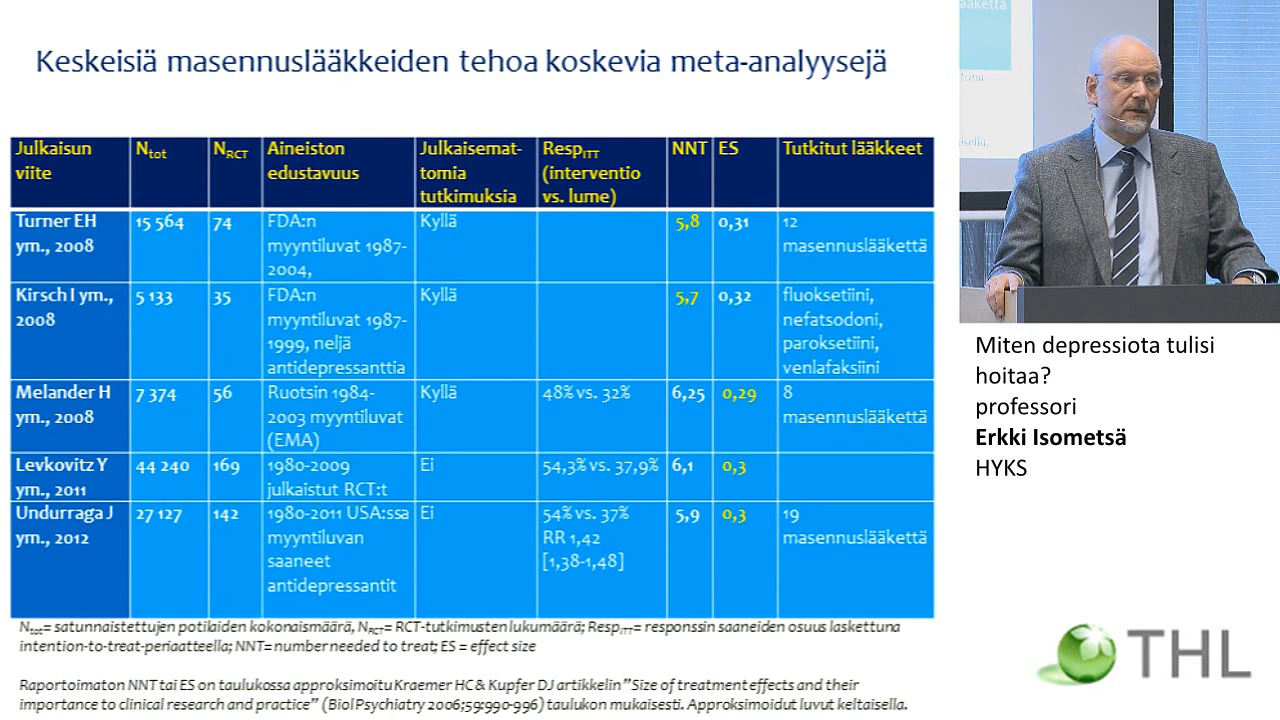 Keskeisiä masennuslääkkeiden tehoa koskevia meta-analyysejä
Julkaisun viite N_tot N_RCT Aineiston edustavuus Julkaisemat-tomia tutkimuksia Resp_ITT (interventio vs. lume) NNT ES Tutkitut lääkkeet
Turner EH ym., 2008 15 564 74 FDA:n myyntiluvat 1987-2004, Kyllä 5,8 0,31 12 masennuslääkettä
Kirsch I ym., 2008 5 133 35 FDA:n myyntiluvat 1987-1999, neljä antidepressanttia Kyllä 5,7 0,32 fluoksetiini, nefatsodoni, paroksetiini, venlafaksiini
Melander H ym., 2008 7 374 56 Ruotsin 1984-2003 myyntiluvat (EMA) Kyllä 48% vs. 32% 6,25 0,29 8 masennuslääkettä
Levkovitz Y ym., 2011 44 240 169 1980-2009 julkaistut RCT:t Ei 54,3% vs. 37,9% 6,1 0,3
Undurraga J ym., 2012 27 127 142 1980-2011 USA:ssa myyntiluvan saaneet antidepressantit Ei 54% vs. 37% RR 1,42 [1,38-1,48] 5,9 0,3 19 masennuslääkettä
N_tot= satunnaistettujen potilaiden kokonaismäärä, N_RCT= RCT-tutkimusten lukumäärä; Resp_ITT= responssin saaneiden osuus laskettuna
intention-to-treat-periaatteella; NNT= number needed to treat; ES = effect size
Raportoimaton NNT tai ES on taulukossa approksimoitu Kraemer HC & Kupfer DJ artikkelin "Size of treatment effects and their
importance to clinical research and practice" (Biol Psychiatry 2006;59:990-996) taulukon mukaisesti. Approksimoidut luvut keltaisella.
Miten depressiota tulisi
hoitaa?
professori
Erkki Isometsä
HYKS
THL